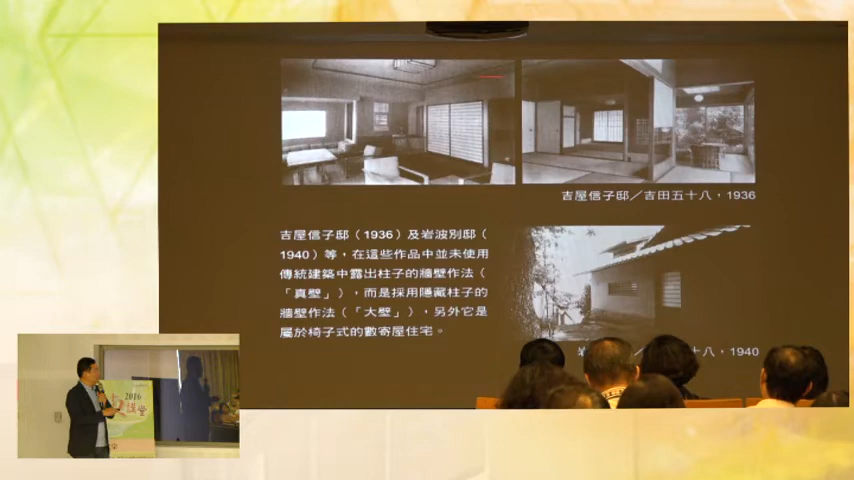 吉屋信子邸／吉田五十八，1936
吉屋信子邸（1936）及岩波別邸（
1940）等，在這些作品中並未使用
傳統建築中露出柱子的牆壁作法（
「真壁」），而是採用隱藏柱子的
牆壁作法（「大壁」），另外它是
屬於椅子式的數寄屋住宅。
岩　十八，1940
2016
講堂